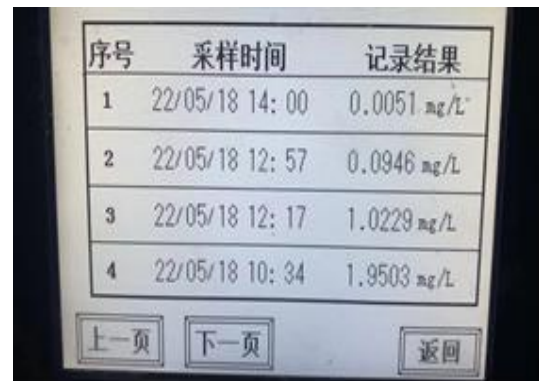 序号 采样时间 记录结果
1 22/05/18 14:00 0.0051 mg/L
2 22/05/18 12:57 0.0946 mg/L
3 22/05/18 12:17 1.0229 mg/L
4 22/05/18 10:34 1.9503 mg/L
上一页 下一页 返回